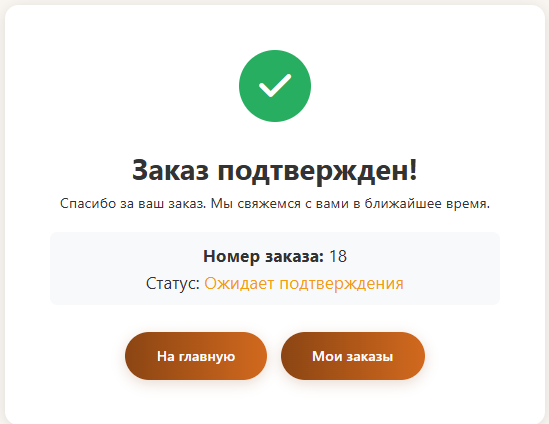 Заказ подтвержден!
Спасибо за ваш заказ. Мы свяжемся с вами в ближайшее время.
Номер заказа: 18
Статус: Ожидает подтверждения
На главную
Мои заказы